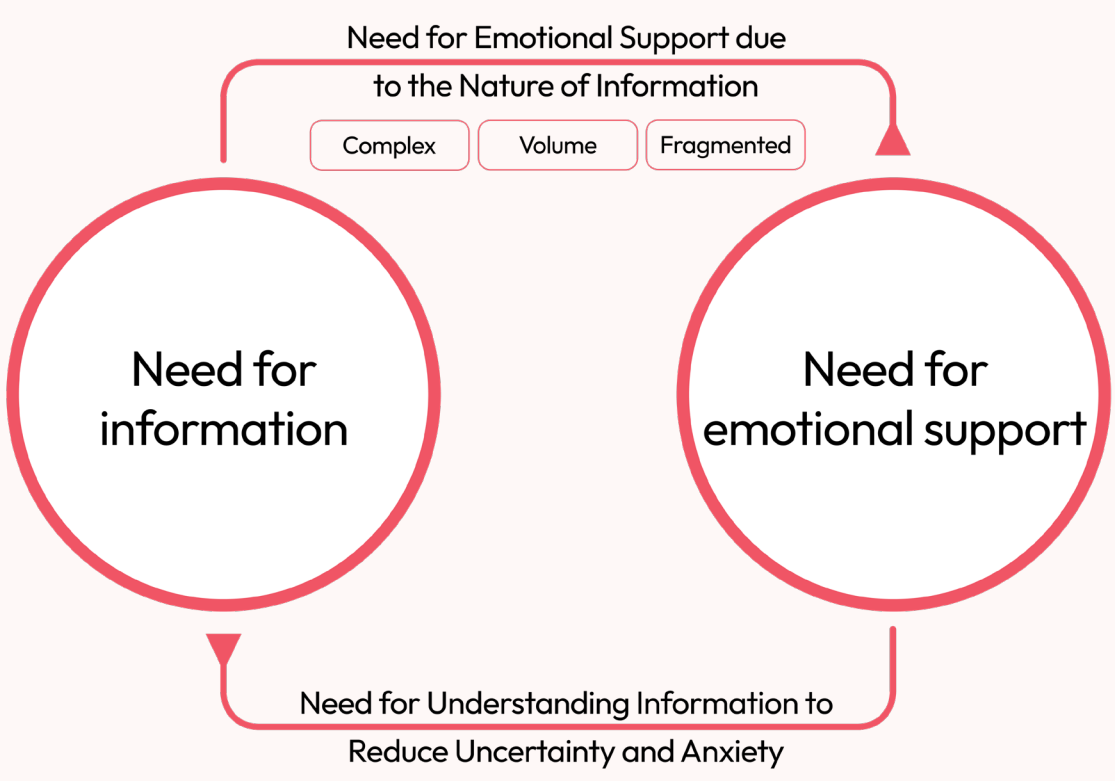 Need for Emotional Support due
to the Nature of Information
Complex
Volume
Fragmented
Need for
information
Need for
emotional support
Need for Understanding Information to
Reduce Uncertainty and Anxiety